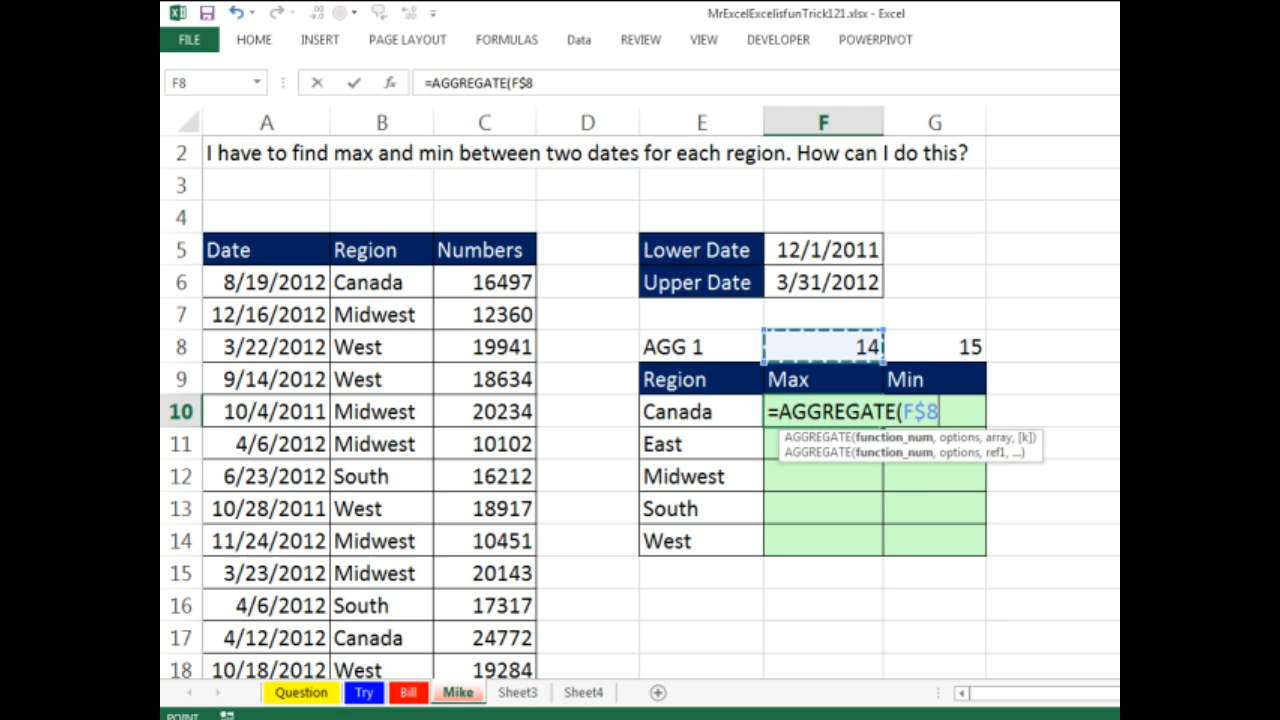 MrExcelExcelisfunTrick121.xlsx - Excel
FILE HOME INSERT PAGE LAYOUT FORMULAS Data REVIEW VIEW DEVELOPER POWERPIVOT
F8 fx =AGGREGATE(F$8
A B C D E F G
2 I have to find max and min between two dates for each region. How can I do this?
3
4
5 Date Region Numbers Lower Date 12/1/2011
6 8/19/2012 Canada 16497 Upper Date 3/31/2012
7 12/16/2012 Midwest 12360
8 3/22/2012 West 19941 AGG 1 14 15
9 9/14/2012 West 18634 Region Max Min
10 10/4/2011 Midwest 20234 Canada =AGGREGATE(F$8
11 4/6/2012 Midwest 10102 East
AGGREGATE(function_num, options, array, [k])
AGGREGATE(function_num, options, ref1, ...)
12 6/23/2012 South 16212 Midwest
13 10/28/2011 West 18917 South
14 11/24/2012 Midwest 10451 West
15 3/23/2012 Midwest 20143
16 4/6/2012 South 17317
17 4/12/2012 Canada 24772
18 10/18/2012 West 19284
Question Try Bill Mike Sheet3 Sheet4
POINT